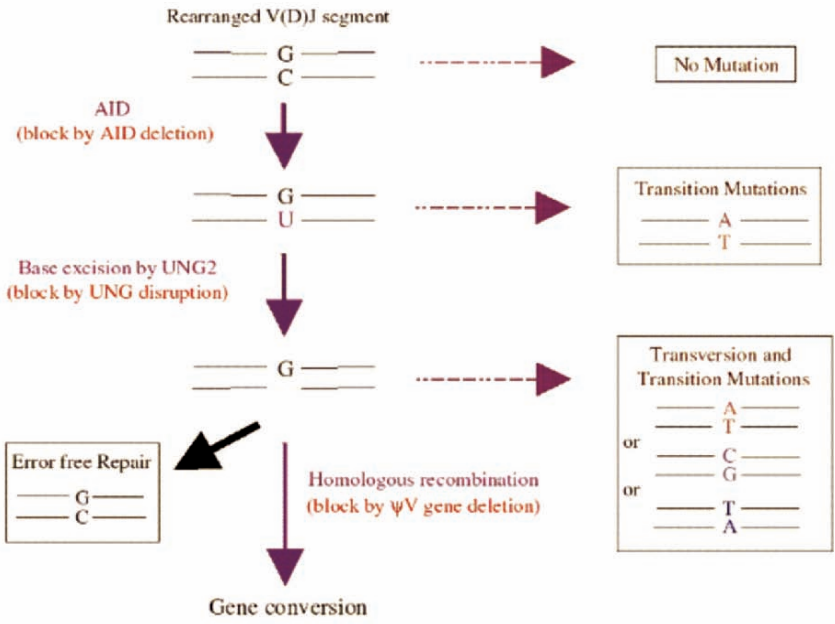 Rearranged V(D)J segment
G
C
No Mutation
AID
(block by AID deletion)
G
U
Transition Mutations
A
T
Base excision by UNG2
(block by UNG disruption)
G
Transversion and
Transition Mutations
A
T
or
C
G
or
T
A
Error free Repair
G
C
Homologous recombination
(block by ψV gene deletion)
Gene conversion